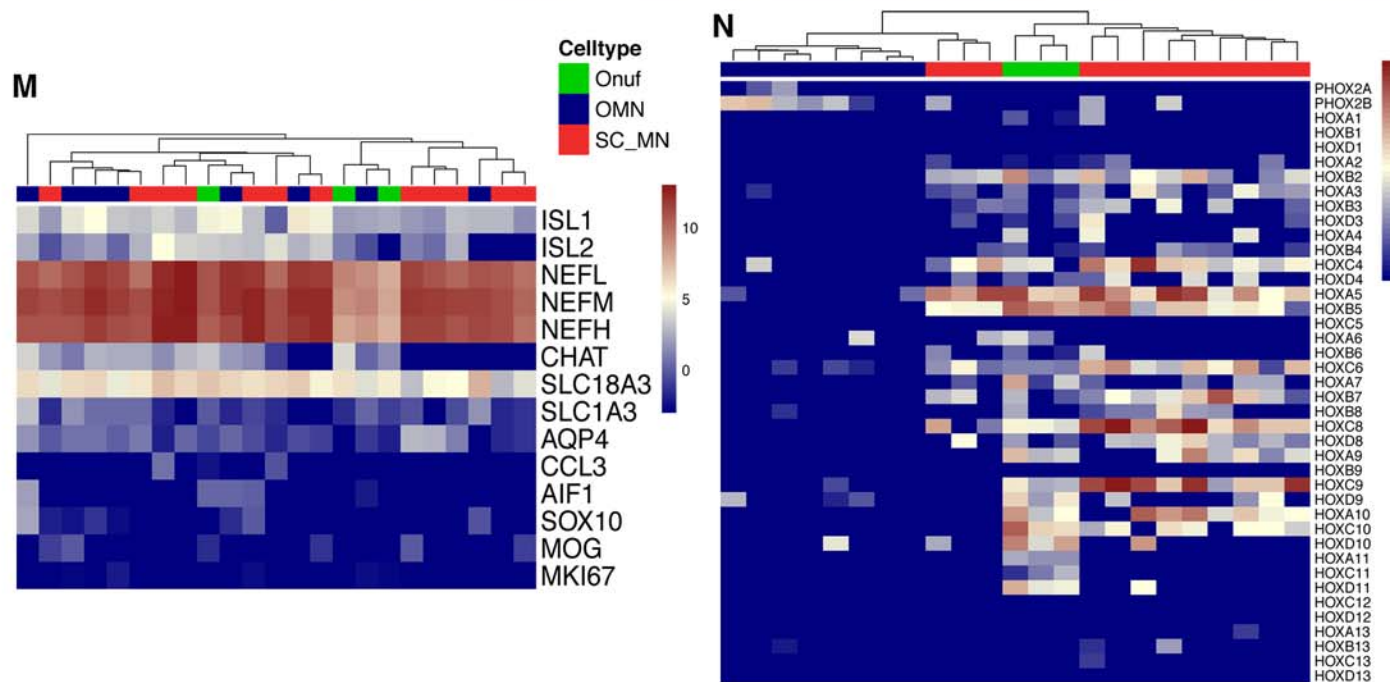 M
Celltype
Onuf
OMN
SC_MN
ISL1
ISL2
NEFL
NEFM
NEFH
CHAT
SLC18A3
SLC1A3
AQP4
CCL3
AIF1
SOX10
MOG
MKI67
10
5
0
N
PHOX2A
PHOX2B
HOXA1
HOXB1
HOXD1
HOXA2
HOXB2
HOXA3
HOXB3
HOXD3
HOXA4
HOXB4
HOXC4
HOXD4
HOXA5
HOXB5
HOXC5
HOXA6
HOXB6
HOXC6
HOXA7
HOXB7
HOXB8
HOXC8
HOXD8
HOXA9
HOXB9
HOXC9
HOXD9
HOXA10
HOXC10
HOXD10
HOXA11
HOXC11
HOXD11
HOXC12
HOXD12
HOXA13
HOXB13
HOXC13
HOXD13